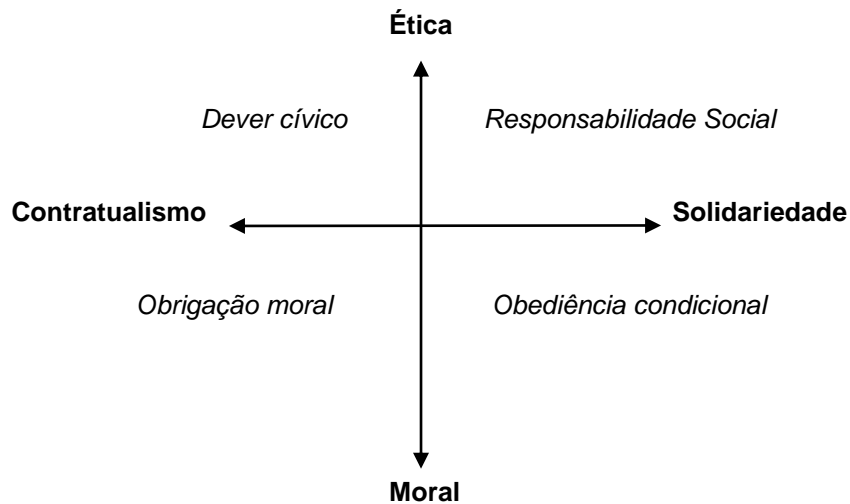 Ética
Dever cívico
Responsabilidade Social
Contratualismo
Solidariedade
Obrigação moral
Obediência condicional
Moral